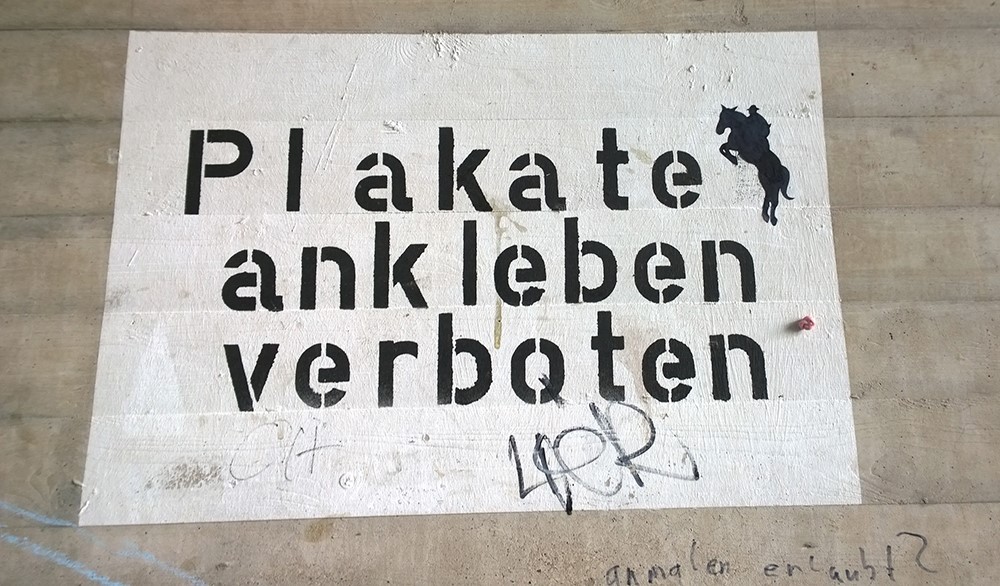 Plakate
ankleben
verboten
anmalen erlaubt?